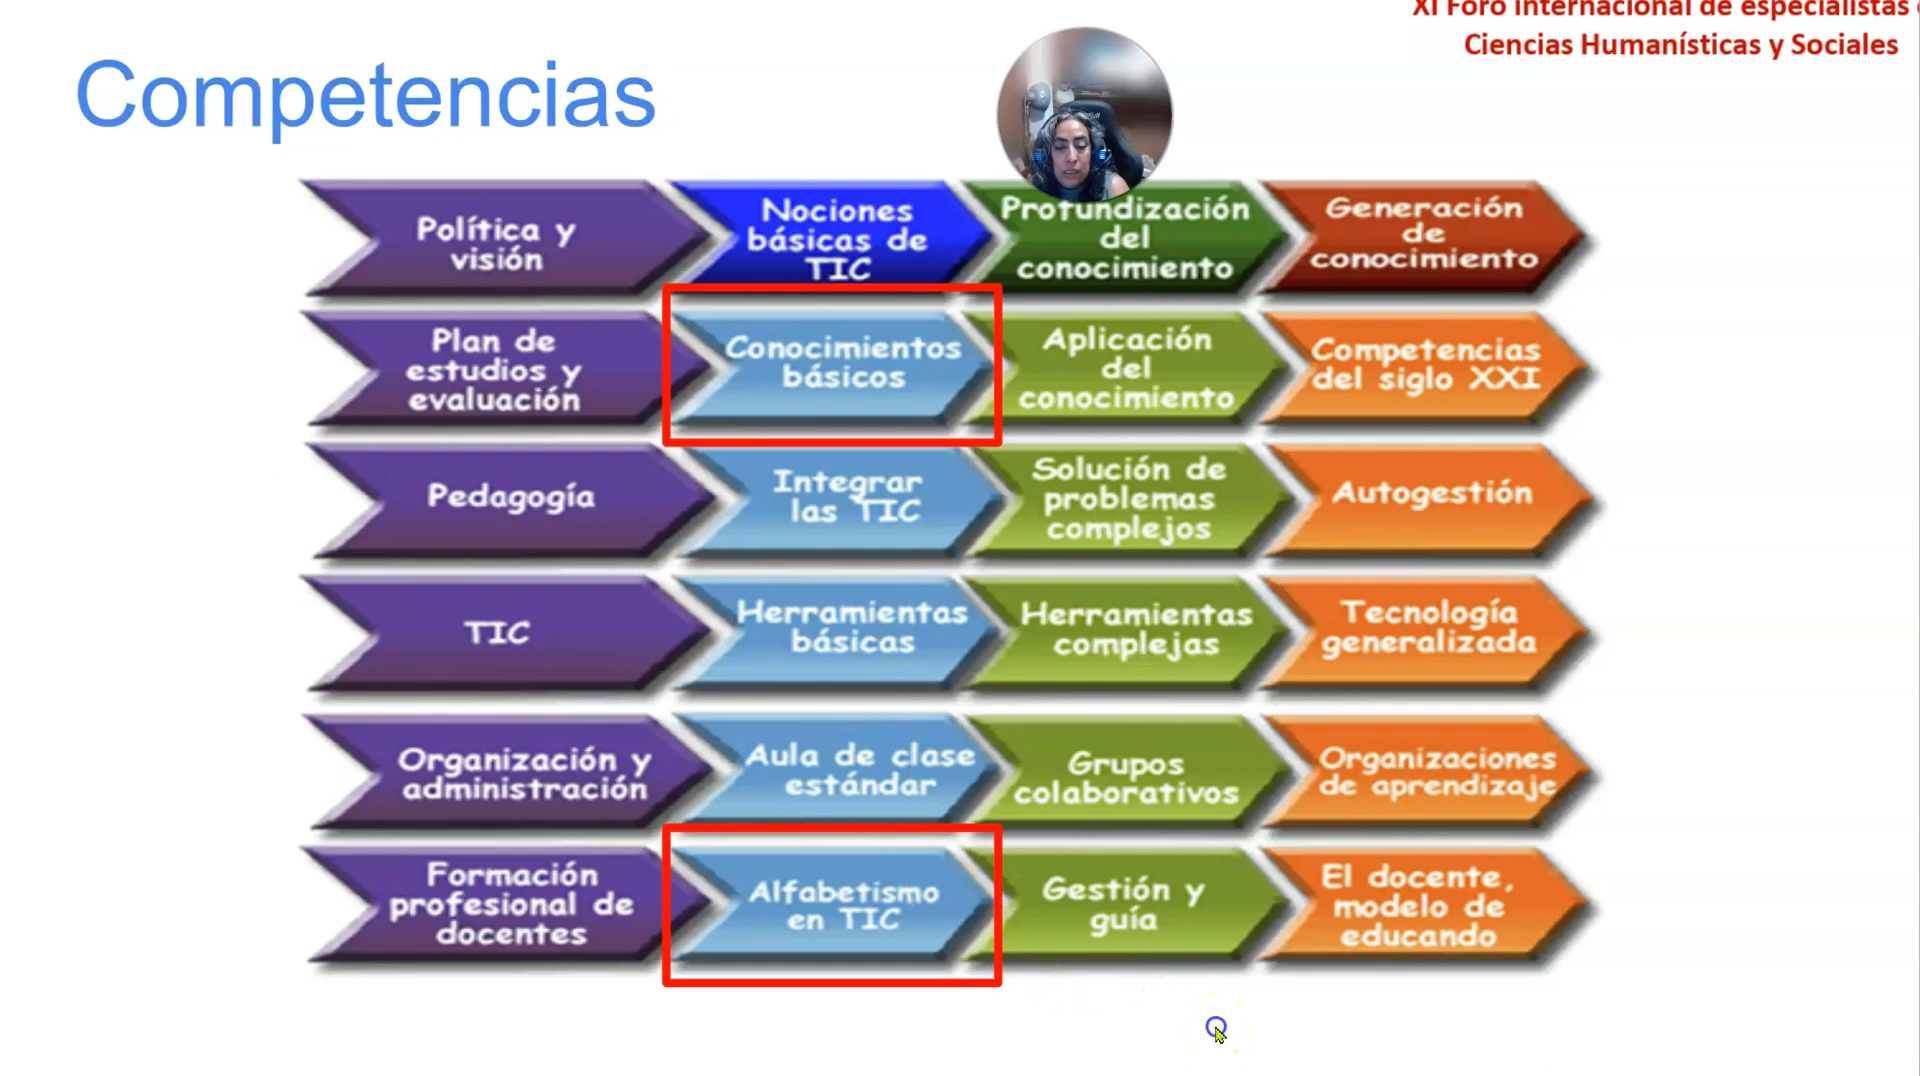 XI Foro internacional de especialistas
Ciencias Humanísticas y Sociales
Competencias
Política y
visión
Nociones
básicas de
TIC
Profundización
del
conocimiento
Generación
de
conocimiento
Plan de
estudios y
evaluación
Conocimientos
básicos
Aplicación
del
conocimiento
Competencias
del siglo XXI
Pedagogía
Integrar
las TIC
Solución de
problemas
complejos
Autogestión
TIC
Herramientas
básicas
Herramientas
complejas
Tecnología
generalizada
Organización y
administración
Aula de clase
estándar
Grupos
colaborativos
Organizaciones
de aprendizaje
Formación
profesional de
docentes
Alfabetismo
en TIC
Gestión y
guía
El docente,
modelo de
educando